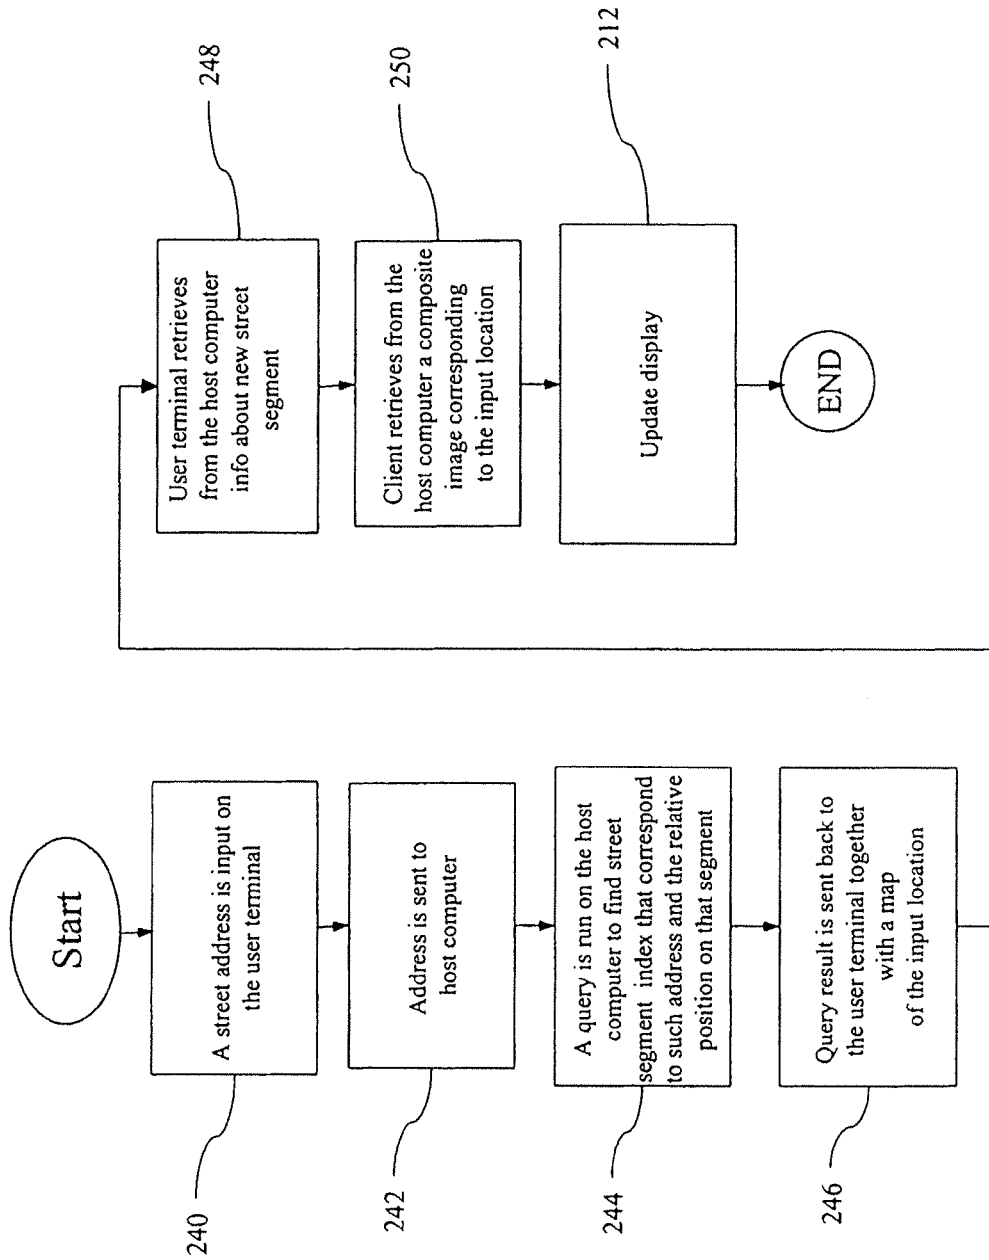 Start
A street address is input on
the user terminal
240
Address is sent to
host computer
242
A query is run on the host
computer to find street
segment index that correspond
to such address and the relative
position on that segment
244
Query result is sent back to
the user terminal together
with a map
of the input location
246
User terminal retrieves
from the host computer
info about new street
segment
248
Client retrieves from the
host computer a composite
image corresponding
to the input location
250
Update display
212
END